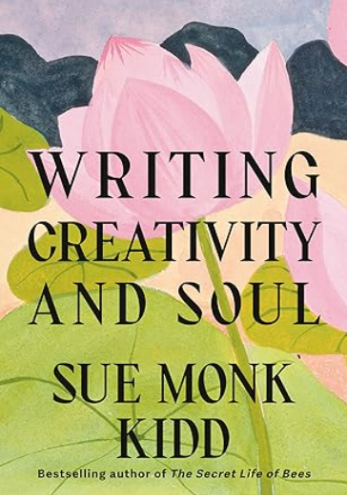 WRITING
CREATIVITY
AND SOUL
SUE MONK
KIDD
Bestselling author of The Secret Life of Bees